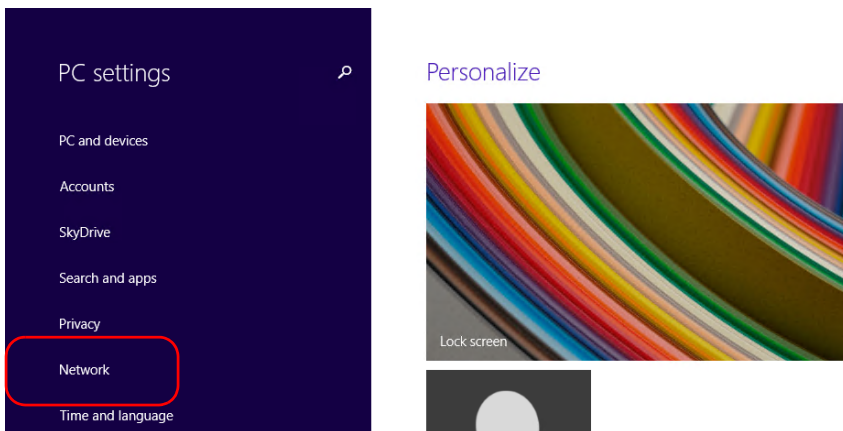 PC settings
PC and devices
Accounts
SkyDrive
Search and apps
Privacy
Network
Time and language
Personalize
Lock screen